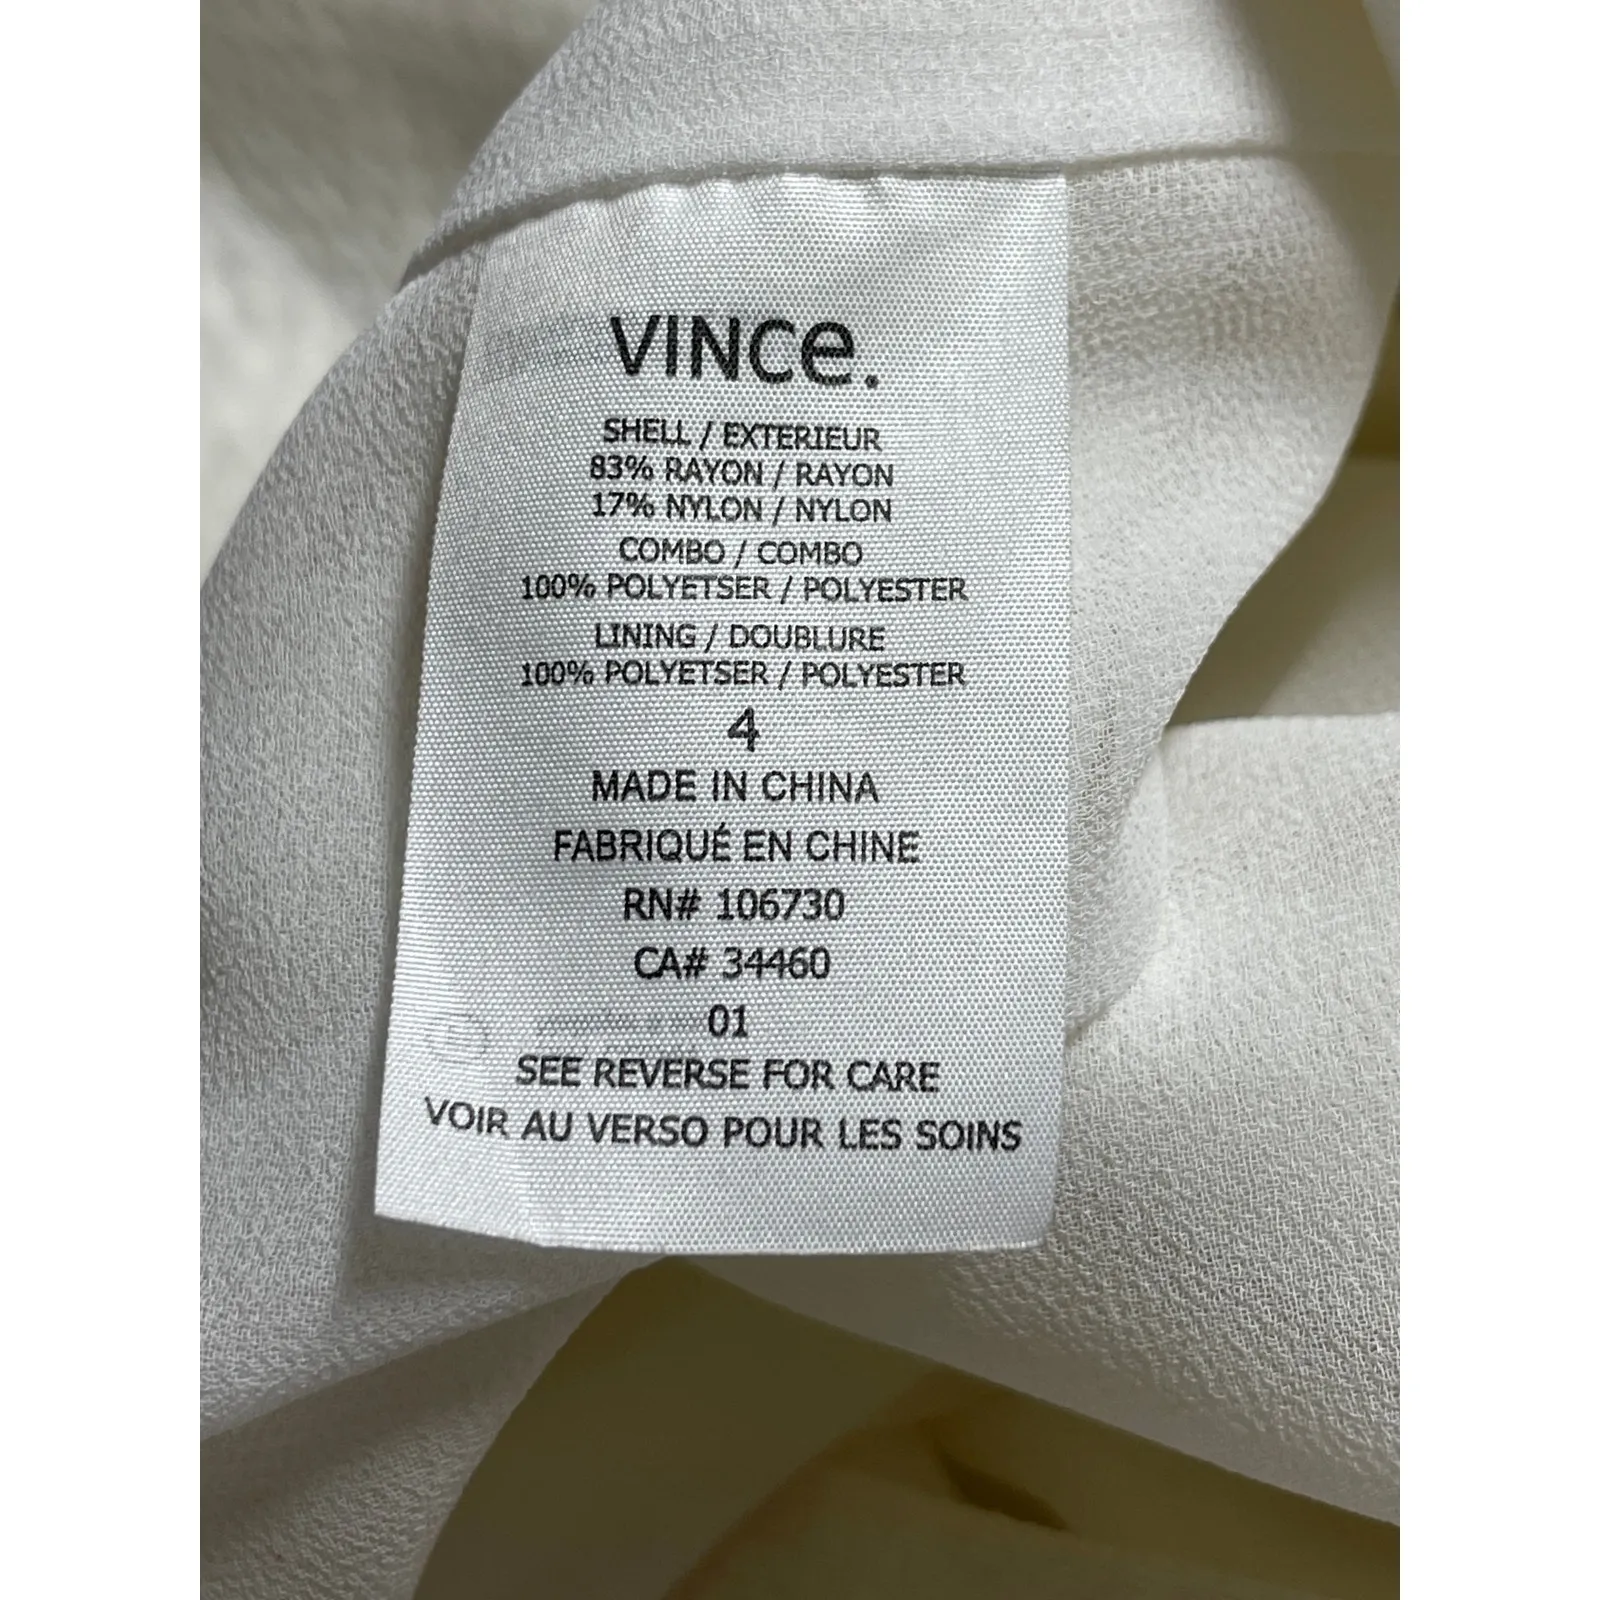 VINCe.
SHELL / EXTERIEUR
83% RAYON / RAYON
17% NYLON / NYLON
COMBO / COMBO
100% POLYETSER / POLYESTER
LINING / DOUBLURE
100% POLYETSER / POLYESTER
4
MADE IN CHINA
FABRIQUÉ EN CHINE
RN# 106730
CA# 34460
01
SEE REVERSE FOR CARE
VOIR AU VERSO POUR LES SOINS